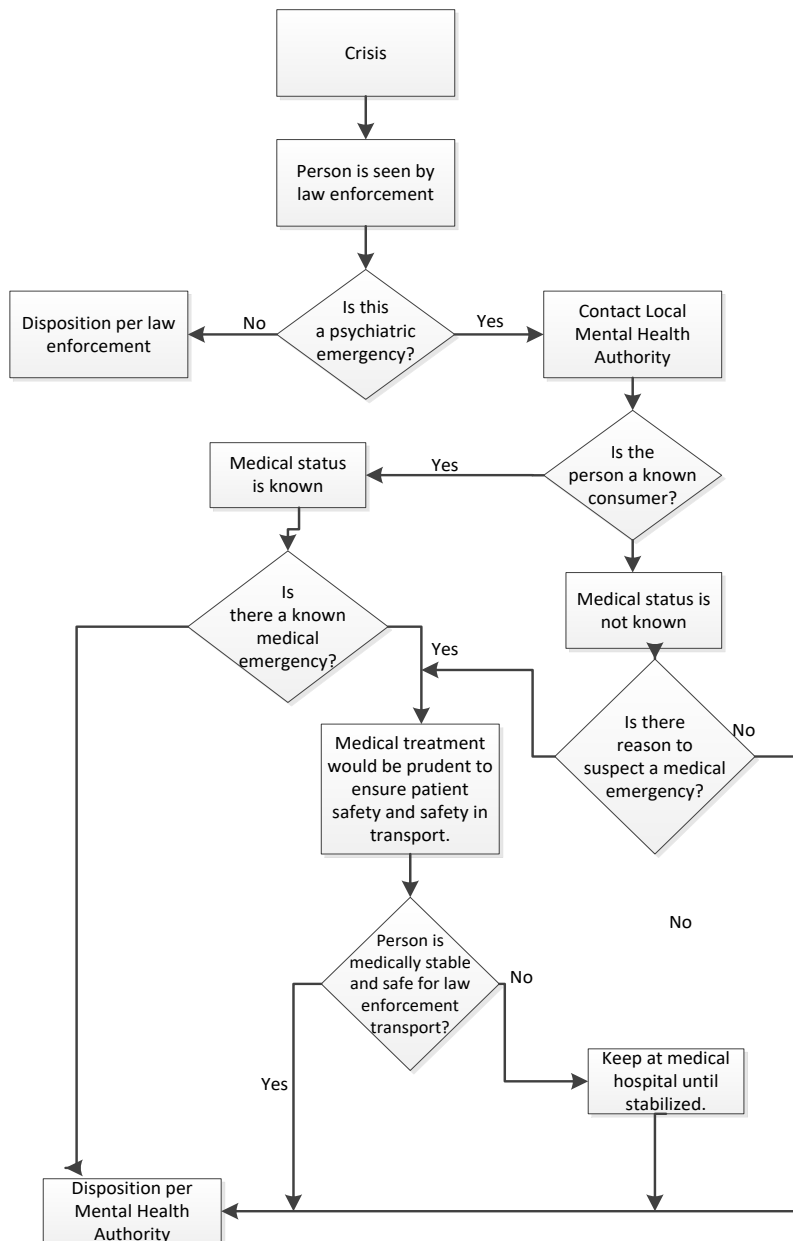 Crisis
Person is seen by
law enforcement
Is this
a psychiatric
emergency?
No
Yes
Disposition per law
enforcement
Contact Local
Mental Health
Authority
Is the
person a known
consumer?
Yes
Medical status
is known
Medical status is
not known
Is
there a known
medical
emergency?
Yes
Is there
reason to
suspect a medical
emergency?
No
Medical treatment
would be prudent to
ensure patient
safety and safety in
transport.
No
Person is
medically stable
and safe for law
enforcement
transport?
No
Yes
Keep at medical
hospital until
stabilized.
Disposition per
Mental Health
Authority